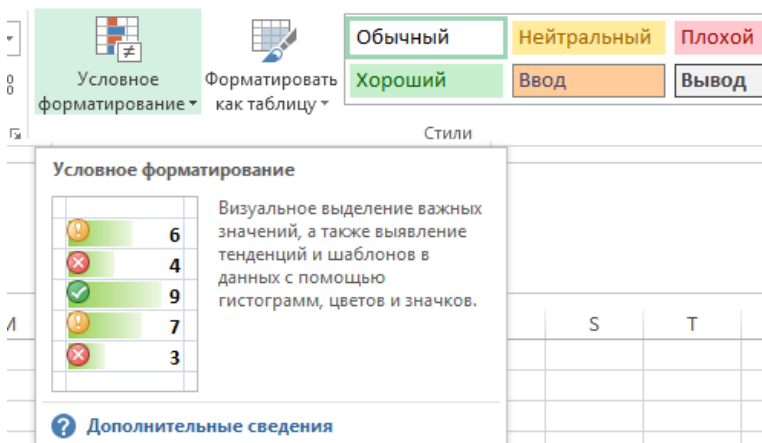 Обычный Нейтральный Плохой
Условное форматирование Форматировать как таблицу Хороший Ввод Вывод
Стили
Условное форматирование
Визуальное выделение важных
значений, а также выявление
тенденций и шаблонов в
данных с помощью
гистограмм, цветов и значков.
6
4
9
7
3
S T
Дополнительные сведения